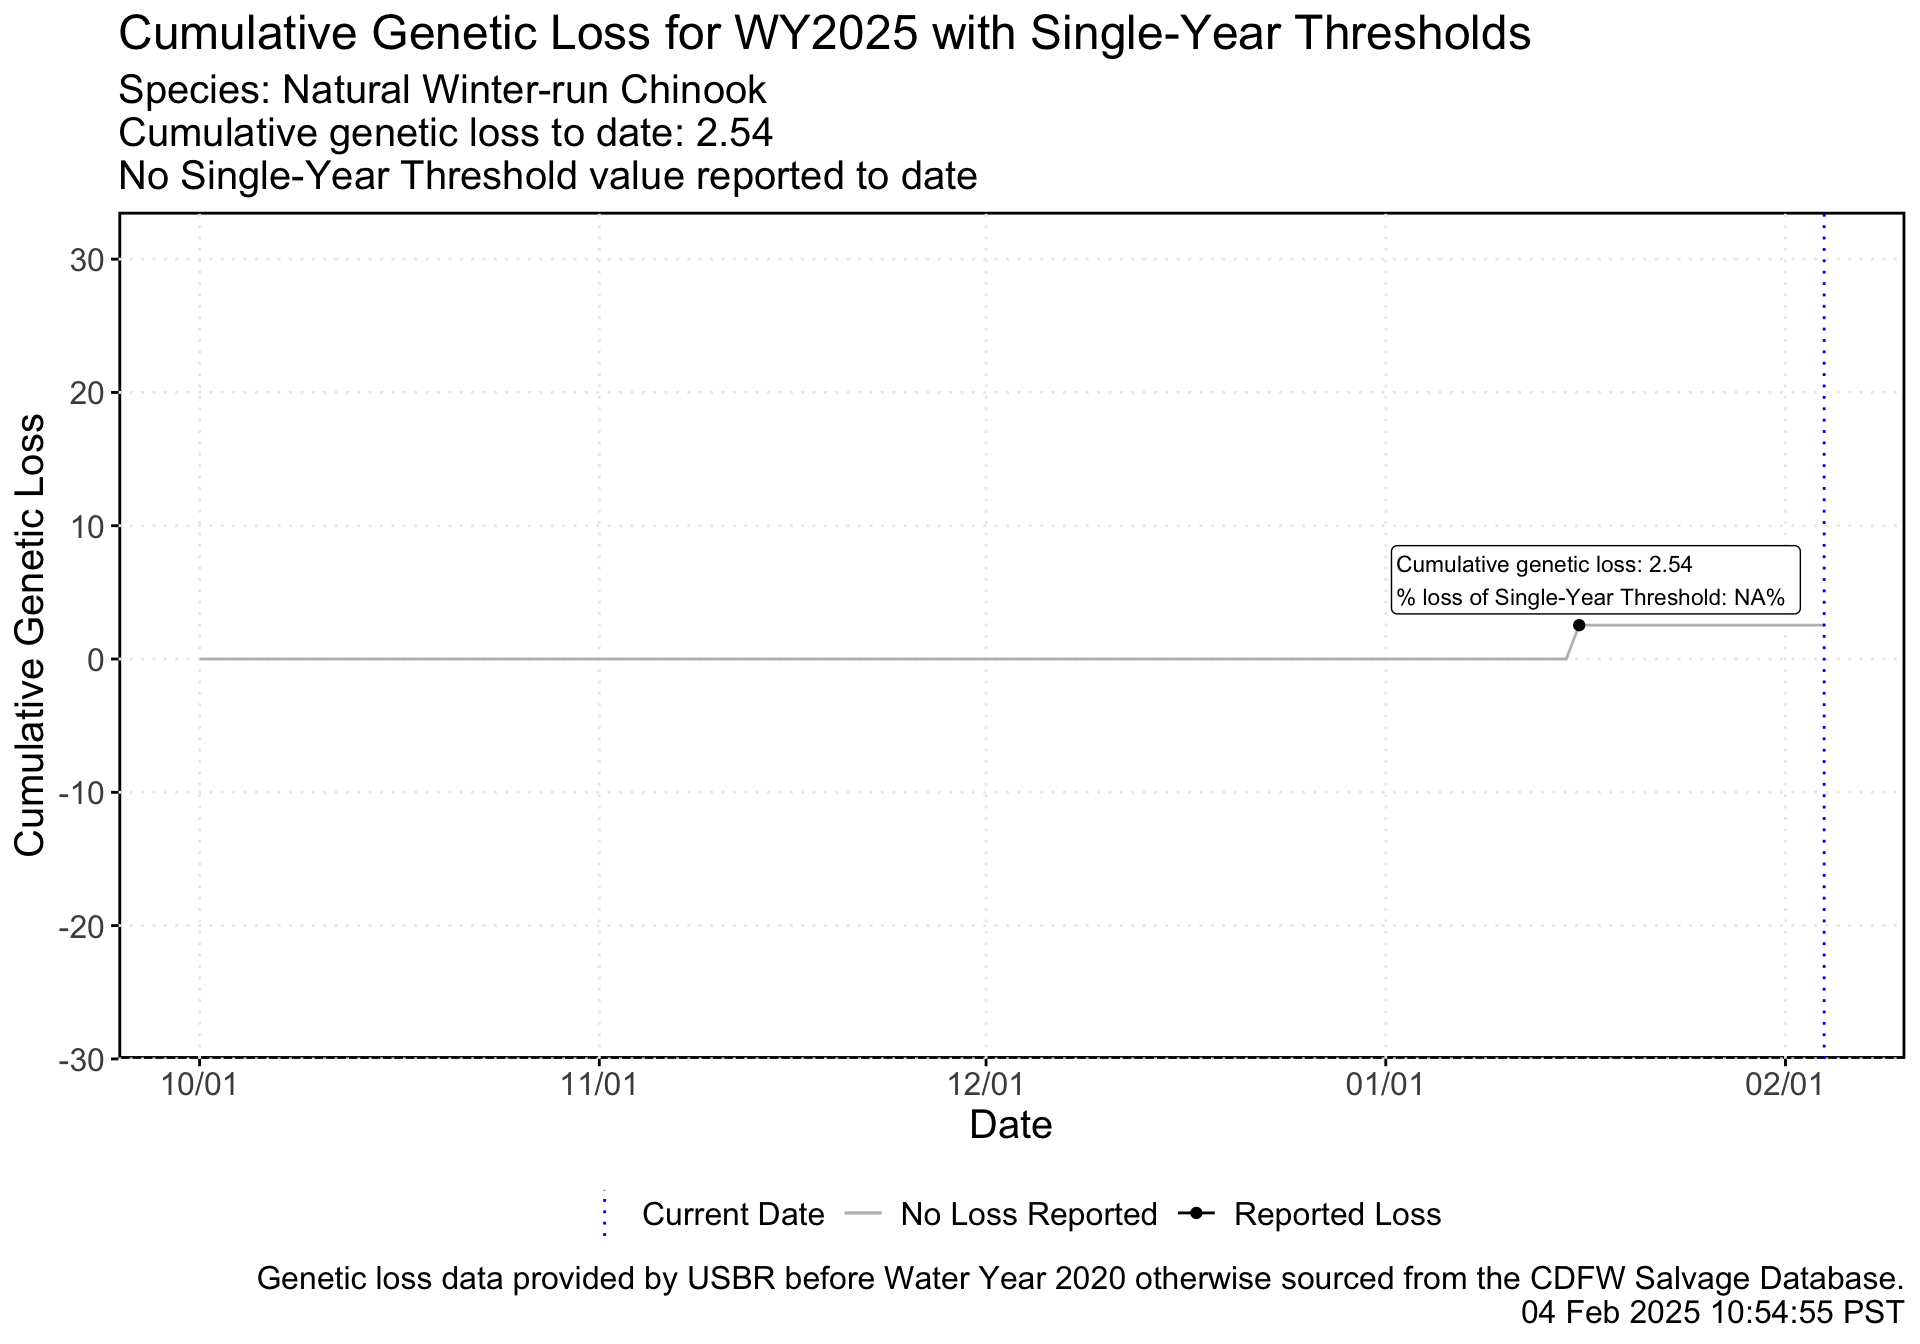 Cumulative Genetic Loss for WY2025 with Single-Year Thresholds
Species: Natural Winter-run Chinook
Cumulative genetic loss to date: 2.54
No Single-Year Threshold value reported to date
Cumulative Genetic Loss
30
20
10
0
-10
-20
-30
Cumulative genetic loss: 2.54
% loss of Single-Year Threshold: NA%
10/01 11/01 12/01 01/01 02/01
Date
Current Date No Loss Reported Reported Loss
Genetic loss data provided by USBR before Water Year 2020 otherwise sourced from the CDFW Salvage Database.
04 Feb 2025 10:54:55 PST